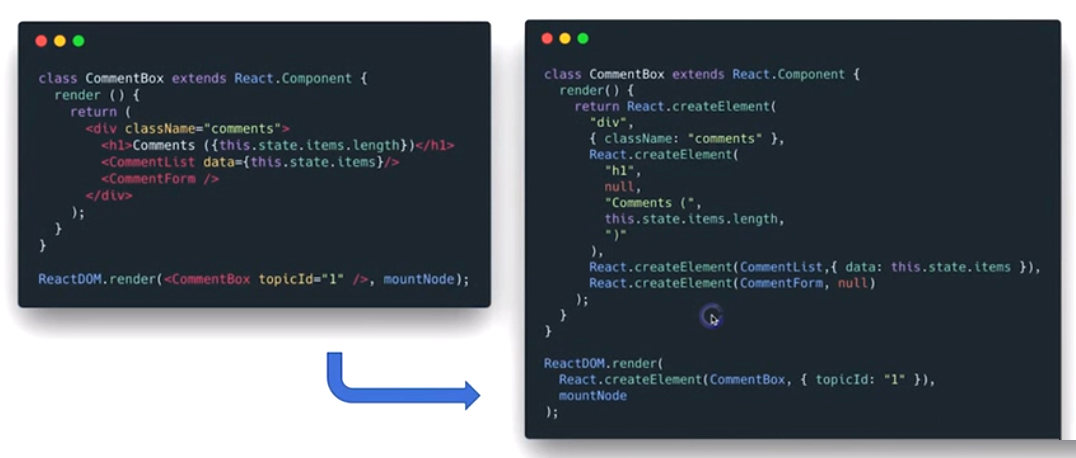 class CommentBox extends React.Component {
render () {
return (
<div className="comments">
<h1>Comments ({this.state.items.length})</h1>
<CommentList data={this.state.items}/>
<CommentForm />
</div>
);
}
}
ReactDOM.render(<CommentBox topicId="1" />, mountNode);
class CommentBox extends React.Component {
render() {
return React.createElement(
"div",
{ className: "comments" },
React.createElement(
"h1",
null,
"Comments (",
this.state.items.length,
")"
),
React.createElement(CommentList,{ data: this.state.items }),
React.createElement(CommentForm, null)
);
}
}
ReactDOM.render(
React.createElement(CommentBox, { topicId: "1" }),
mountNode
);